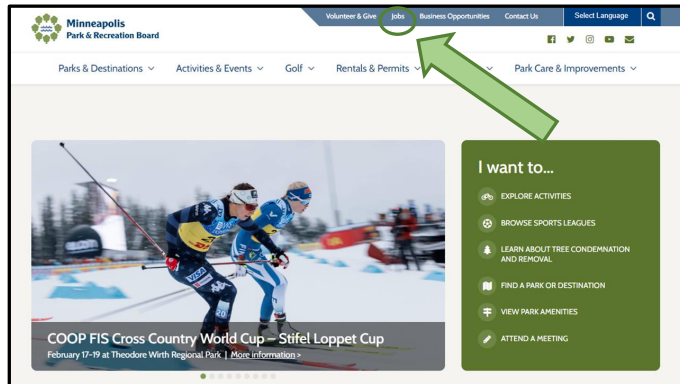 Minneapolis
Park & Recreation Board
Volunteer & Give Jobs Business Opportunities Contact Us Select Language
Parks & Destinations Activities & Events Golf Rentals & Permits Park Care & Improvements
VISA
20
COOP FIS Cross Country World Cup – Stifel Loppet Cup
February 17-19 at Theodore Wirth Regional Park | More information >
I want to...
EXPLORE ACTIVITIES
BROWSE SPORTS LEAGUES
LEARN ABOUT TREE CONDEMNATION
AND REMOVAL
FIND A PARK OR DESTINATION
VIEW PARK AMENITIES
ATTEND A MEETING